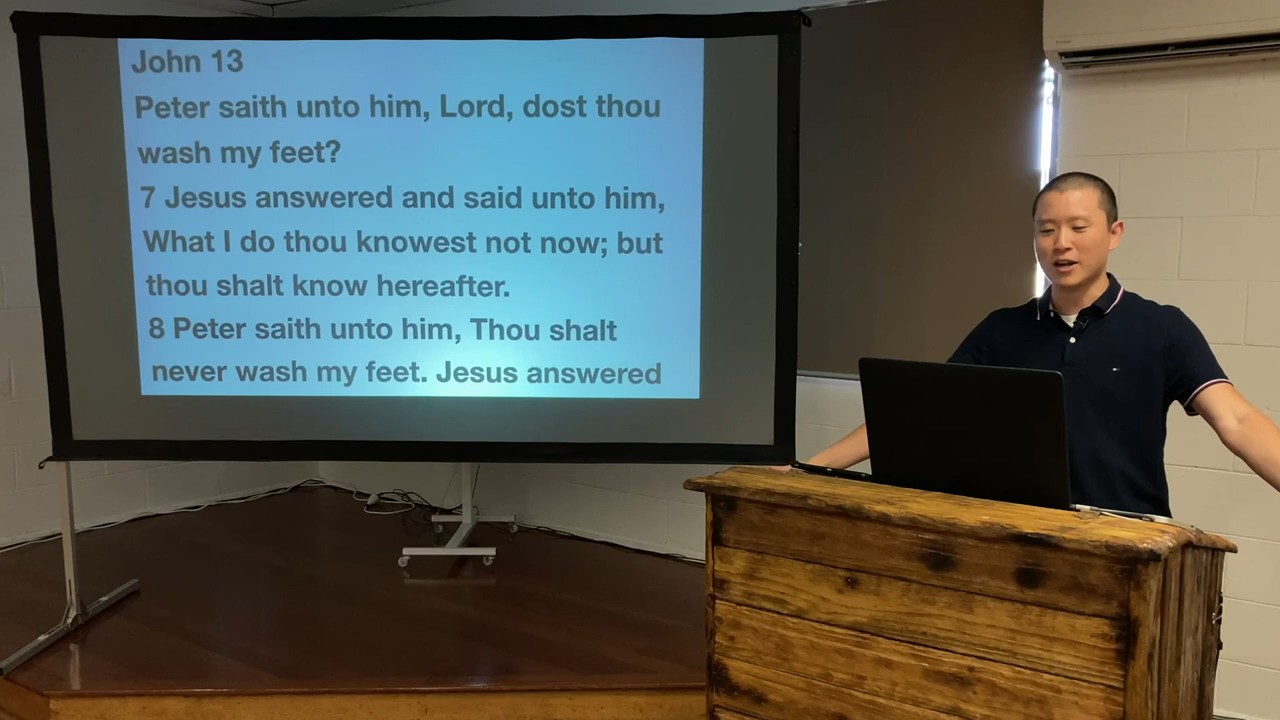 John 13
Peter saith unto him, Lord, dost thou
wash my feet?
7 Jesus answered and said unto him,
What I do thou knowest not now; but
thou shalt know hereafter.
8 Peter saith unto him, Thou shalt
never wash my feet. Jesus answered